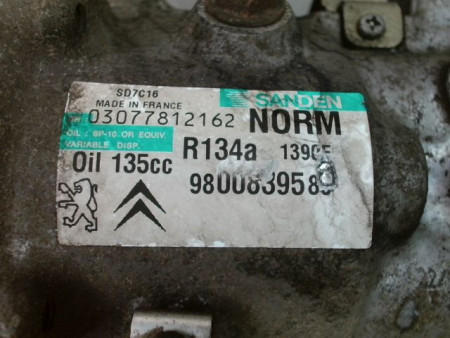 SD7C16
MADE IN FRANCE
SANDEN
03077812162 NORM
OIL : SP-10 OR EQUIV.
VARIABLE DISP.
Oil 135cc R134a